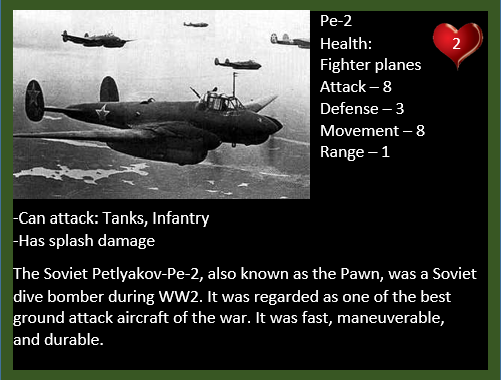 Pe-2
Health: 2
Fighter planes
Attack – 8
Defense – 3
Movement – 8
Range – 1
-Can attack: Tanks, Infantry
-Has splash damage
The Soviet Petlyakov-Pe-2, also known as the Pawn, was a Soviet
dive bomber during WW2. It was regarded as one of the best
ground attack aircraft of the war. It was fast, maneuverable,
and durable.